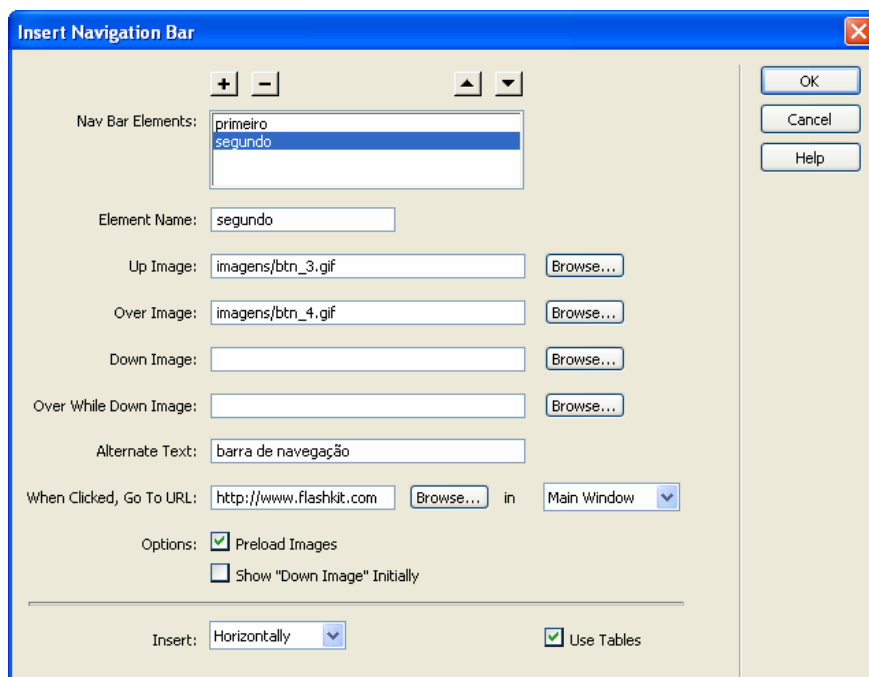 Insert Navigation Bar
OK
Nav Bar Elements: primeiro
segundo
Cancel
Help
Element Name: segundo
Up Image: imagens/btn_3.gif Browse...
Over Image: imagens/btn_4.gif Browse...
Down Image: Browse...
Over While Down Image: Browse...
Alternate Text: barra de navegação
When Clicked, Go To URL: http://www.flashkit.com Browse... in Main Window
Options: Preload Images
Show "Down Image" Initially
Insert: Horizontally Use Tables